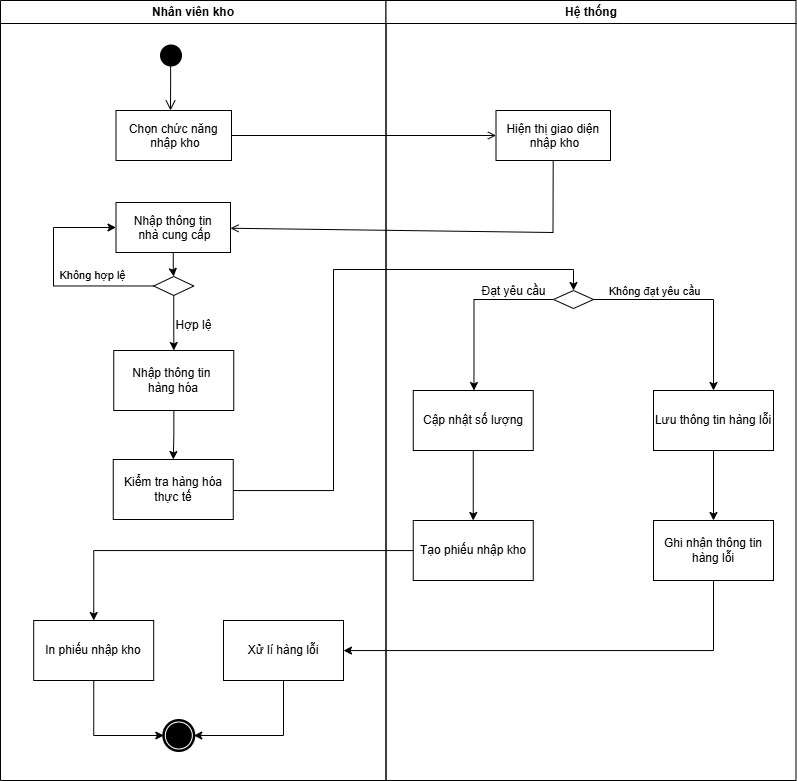 Nhân viên kho
Hệ thống
Chọn chức năng
nhập kho
Hiện thị giao diện
nhập kho
Nhập thông tin
nhà cung cấp
Không hợp lệ
Hợp lệ
Đạt yêu cầu
Không đạt yêu cầu
Nhập thông tin
hàng hóa
Cập nhật số lượng
Lưu thông tin hàng lỗi
Kiểm tra hàng hóa
thực tế
Tạo phiếu nhập kho
Ghi nhận thông tin
hàng lỗi
In phiếu nhập kho
Xử lí hàng lỗi